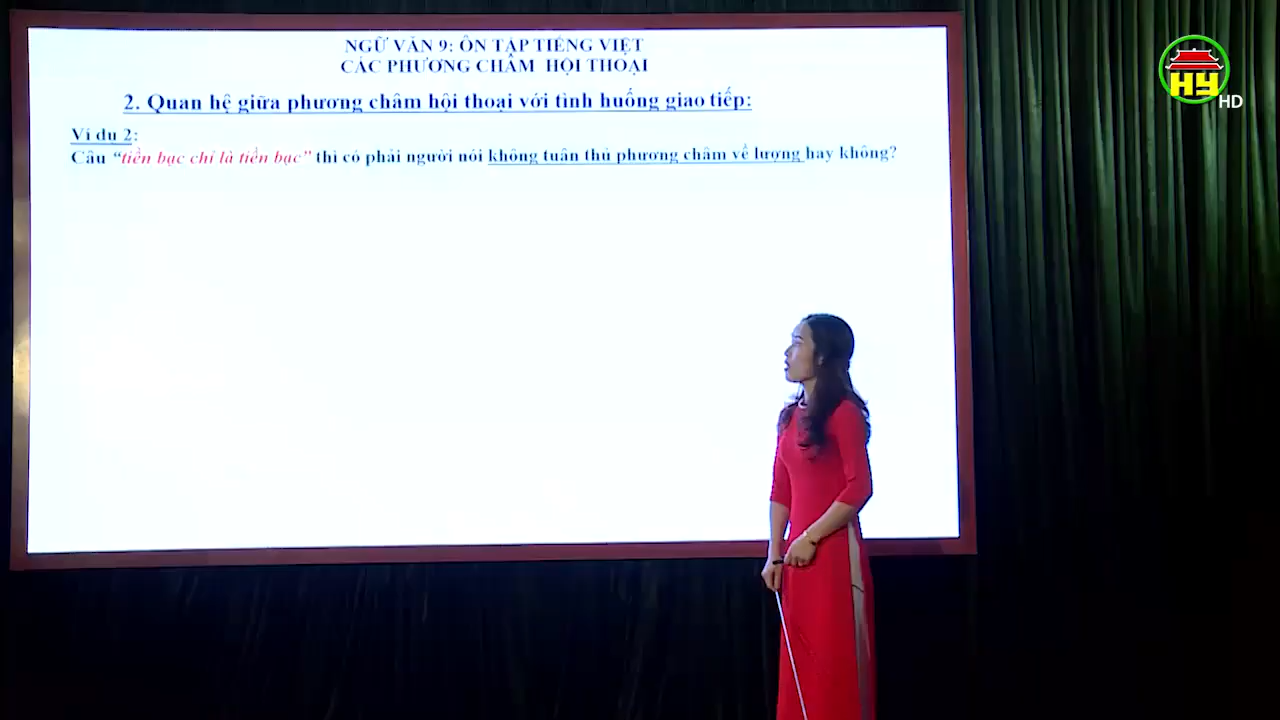 NGỮ VĂN 9: ÔN TẬP TIẾNG VIỆT
CÁC PHƯƠNG CHÂM HỘI THOẠI
2. Quan hệ giữa phương châm hội thoại với tình huống giao tiếp:
Ví dụ 2:
Câu “tiền bạc chỉ là tiền bạc” thì có phải người nói không tuân thủ phương châm về lượng hay không?
HY
HD